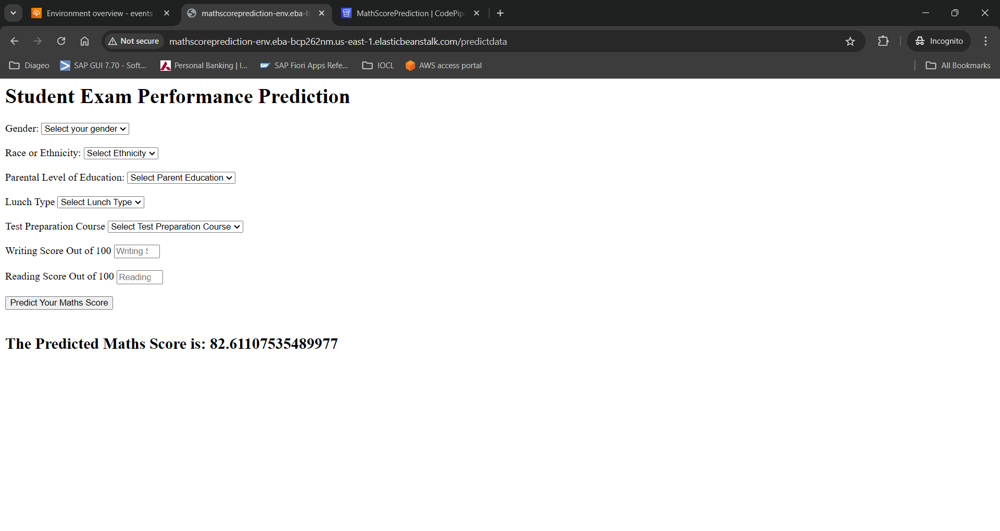 Environment overview - events
mathscoreprediction-env.eba-b
MathScorePrediction | CodePip
Not secure
mathscoreprediction-env.eba-bcp262nm.us-east-1.elasticbeanstalk.com/predictdata
Incognito
Diageo
SAP GUI 7.70 - Soft...
Personal Banking | I...
SAP Fiori Apps Refe...
IOCL
AWS access portal
All Bookmarks
Student Exam Performance Prediction
Gender: Select your gender
Race or Ethnicity: Select Ethnicity
Parental Level of Education: Select Parent Education
Lunch Type Select Lunch Type
Test Preparation Course Select Test Preparation Course
Writing Score Out of 100 Writing
Reading Score Out of 100 Reading
Predict Your Maths Score
The Predicted Maths Score is: 82.61107535489977